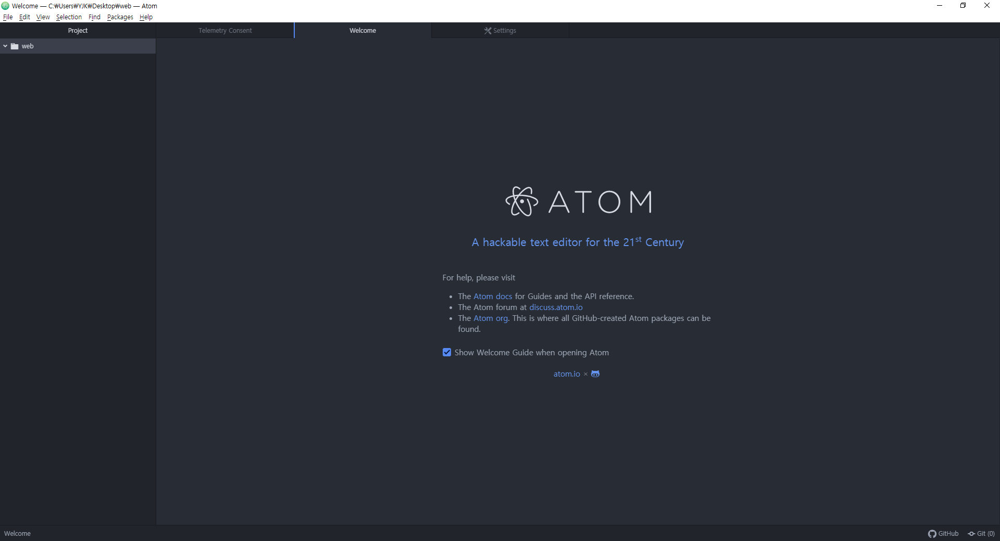 Welcome — C:₩Users₩YJK₩Desktop₩web — Atom
File Edit View Selection Find Packages Help
Project
Telemetry Consent
Welcome
Settings
web
ATOM
A hackable text editor for the 21st Century
For help, please visit
• The Atom docs for Guides and the API reference.
• The Atom forum at discuss.atom.io
• The Atom org. This is where all GitHub-created Atom packages can be
found.
Show Welcome Guide when opening Atom
atom.io ×
Welcome
GitHub
Git (0)